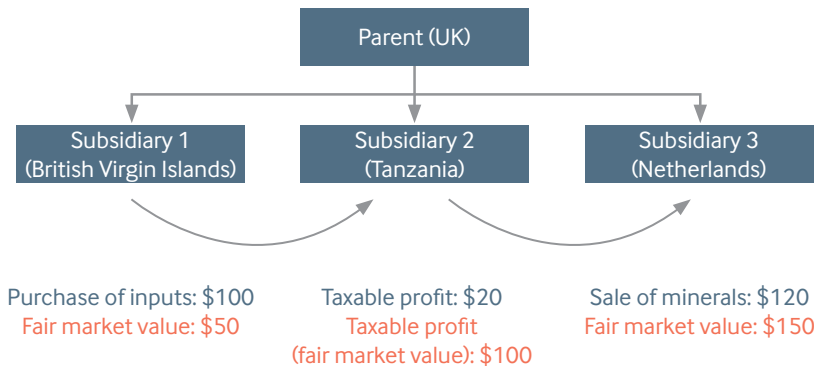 Parent (UK)
Subsidiary 1
(British Virgin Islands)
Subsidiary 2
(Tanzania)
Subsidiary 3
(Netherlands)
Purchase of inputs: $100
Fair market value: $50
Taxable profit: $20
Taxable profit
(fair market value): $100
Sale of minerals: $120
Fair market value: $150